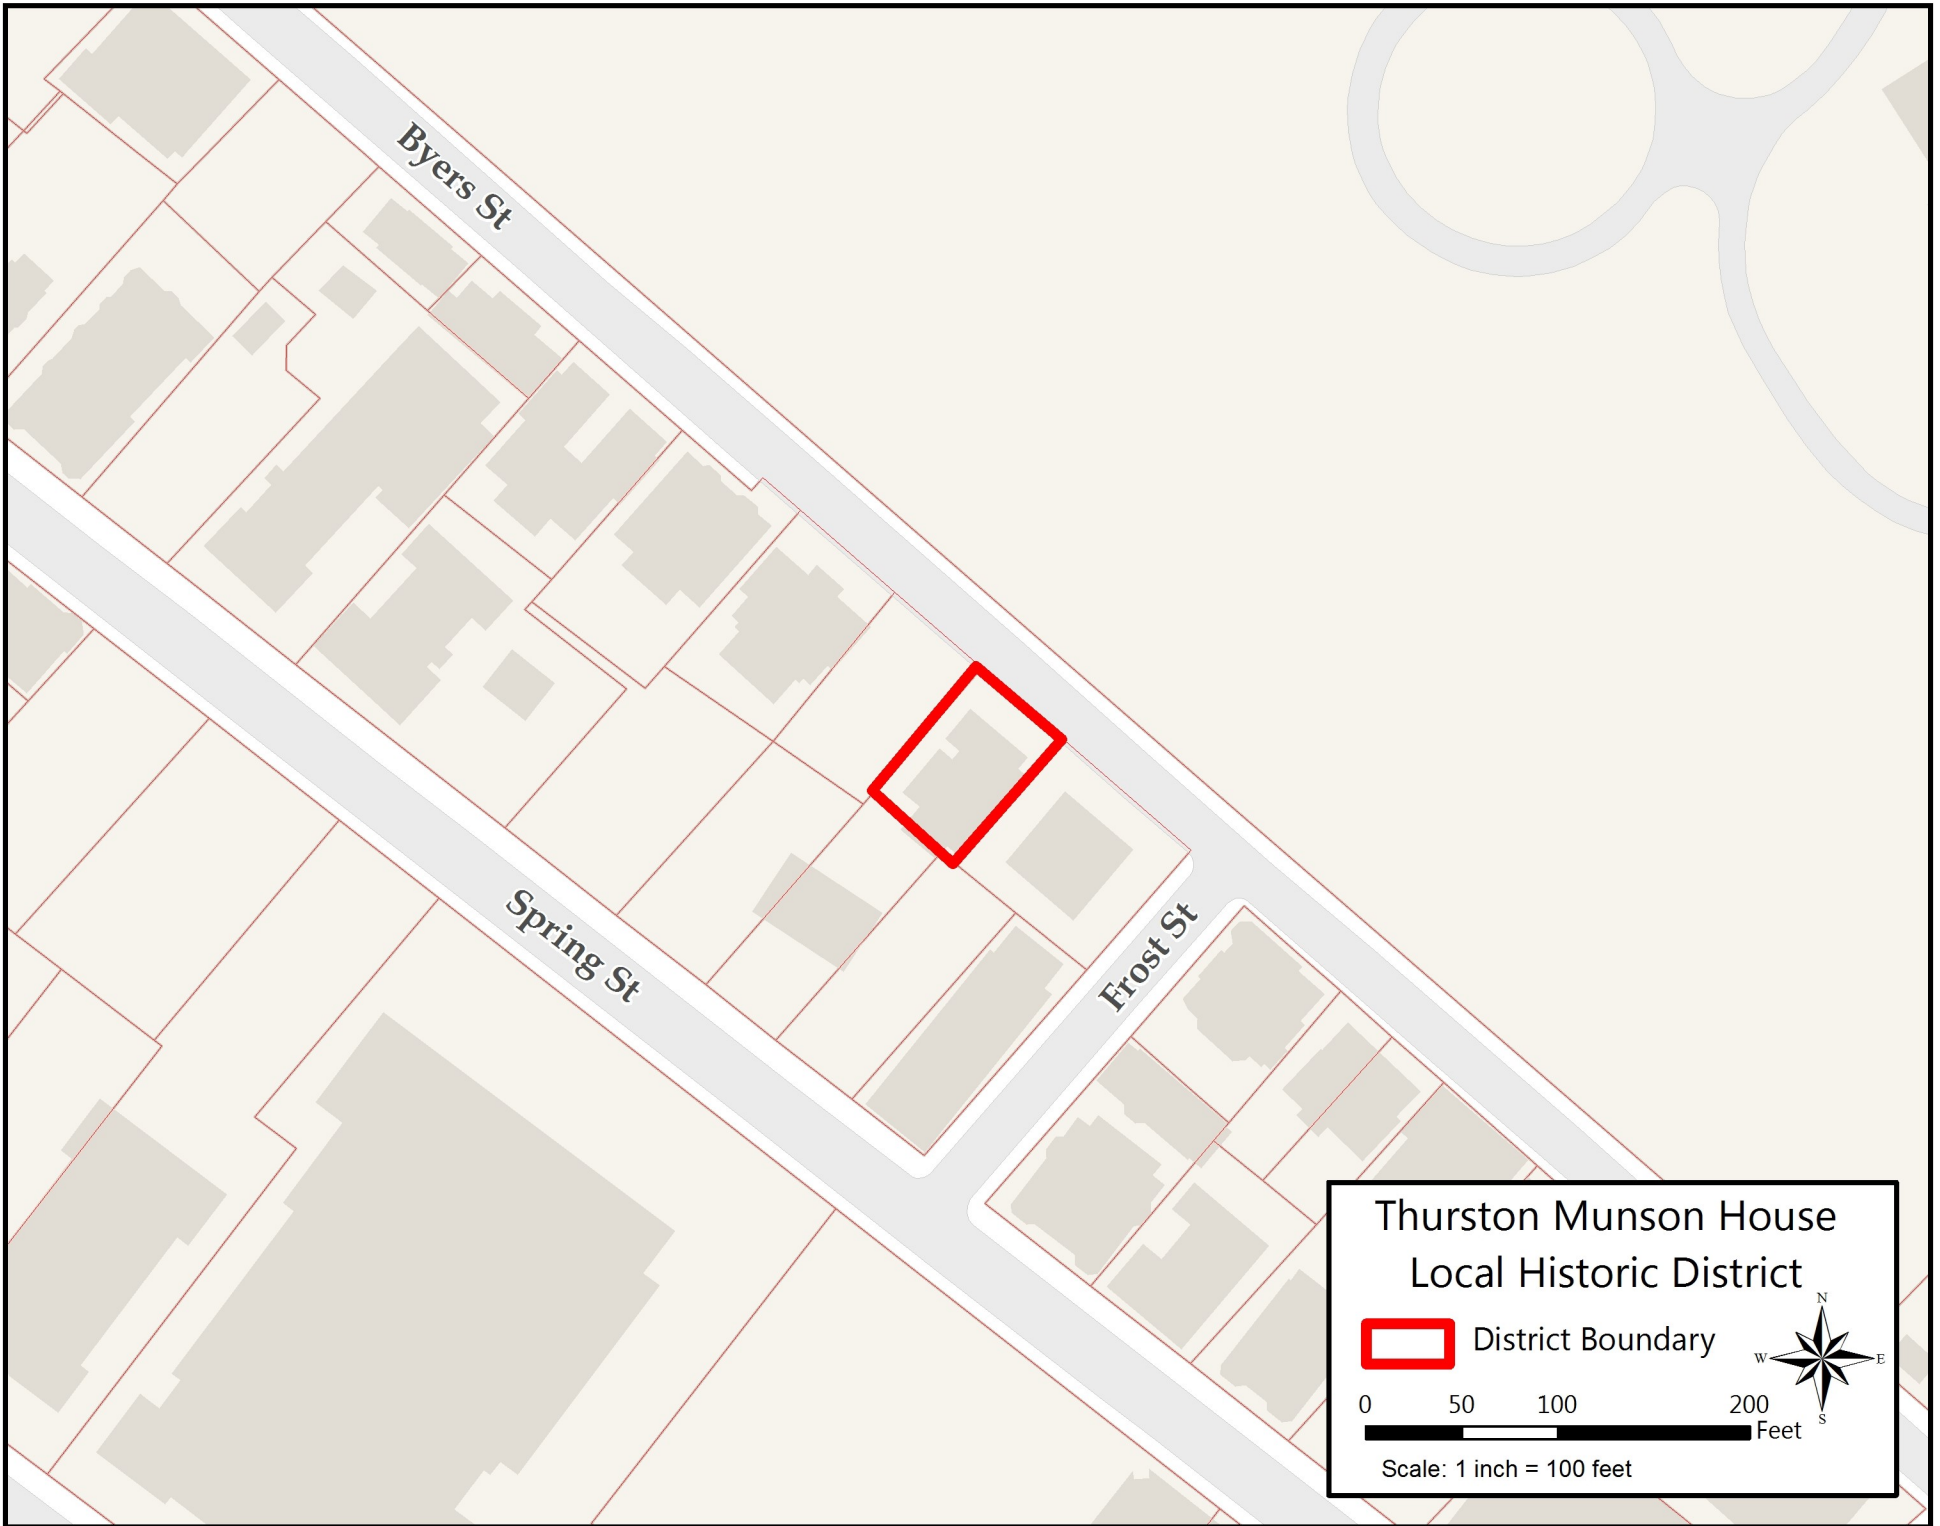 Byers St
Spring St
Frost St
Thurston Munson House
Local Historic District
District Boundary
N
W E
S
0 50 100 200
Feet
Scale: 1 inch = 100 feet